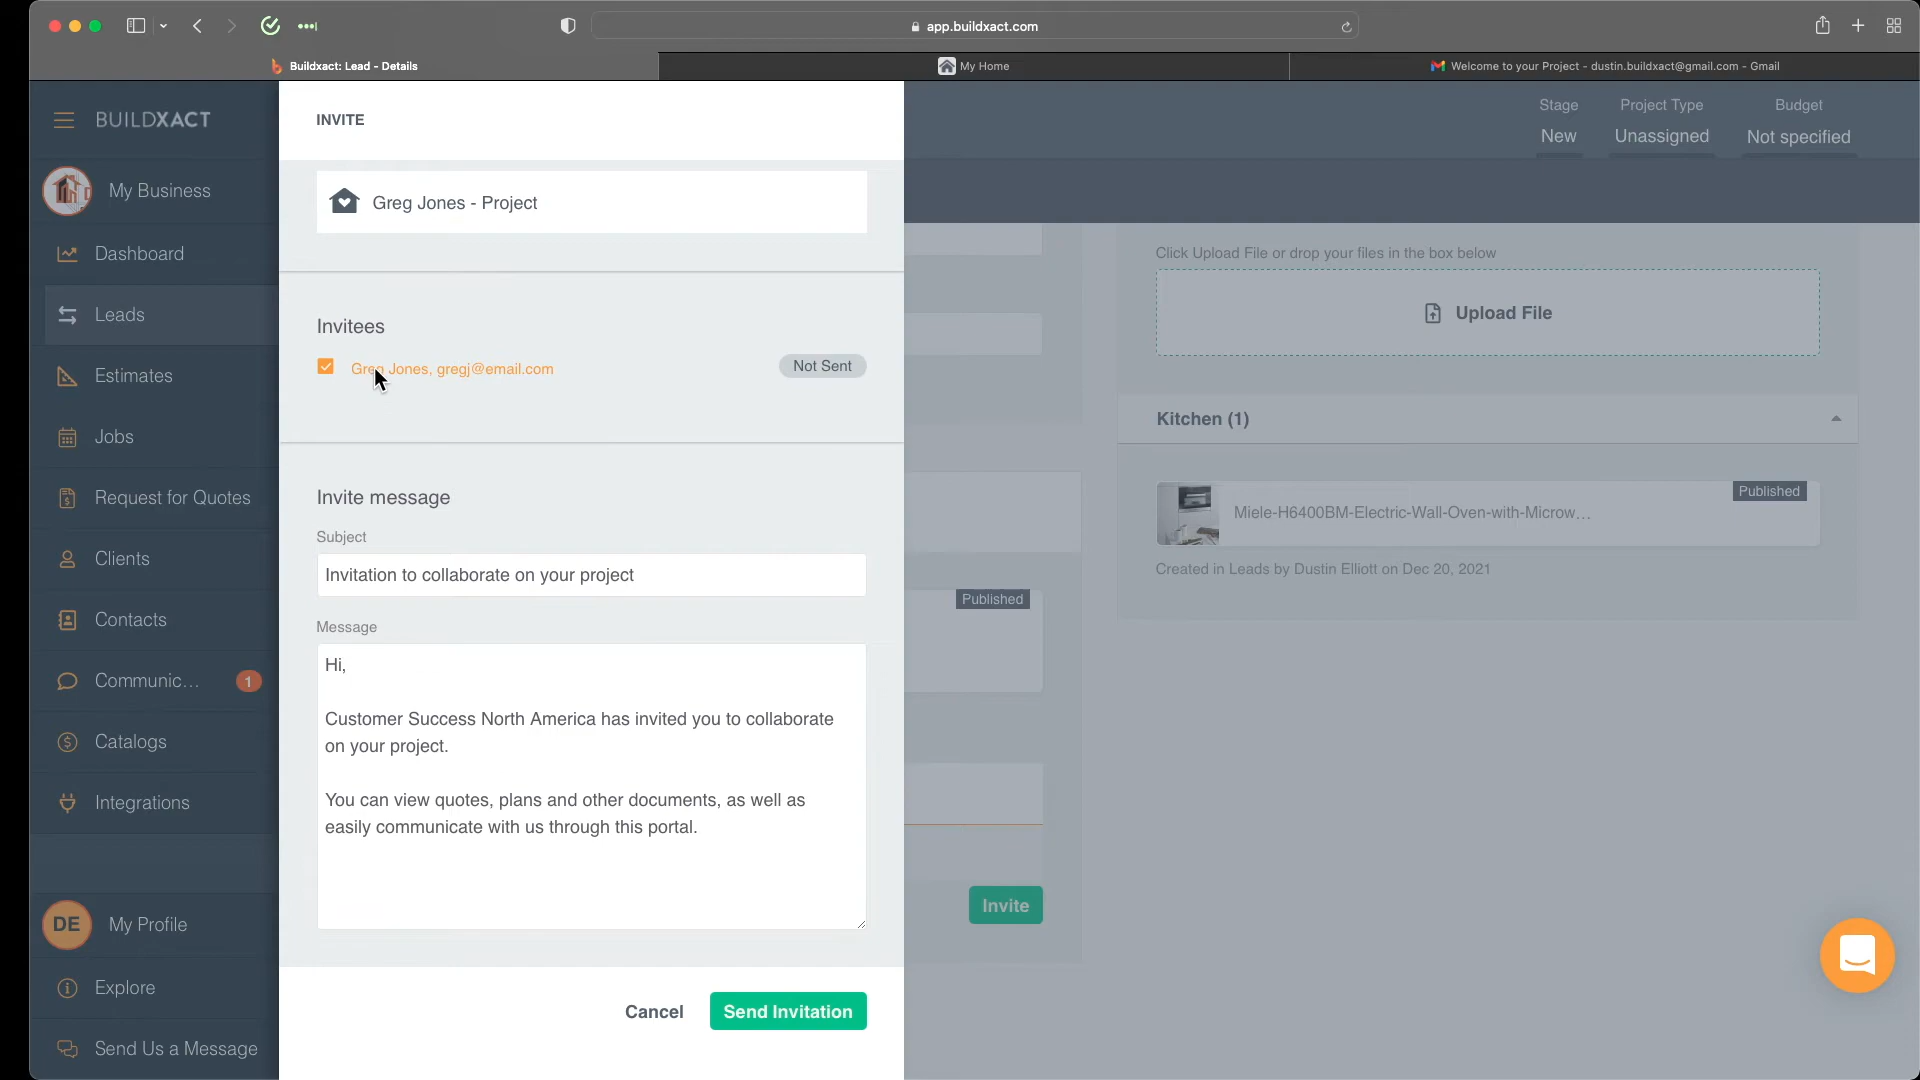 app.buildxact.com
Buildxact: Lead - Details
My Home
Welcome to your Project - dustin.buildxact@gmail.com - Gmail
BUILDXACT
My Business
Dashboard
Leads
Estimates
Jobs
Request for Quotes
Clients
Contacts
Communic...
1
Catalogs
Integrations
DE
My Profile
Explore
Send Us a Message
INVITE
Greg Jones - Project
Invitees
Greg Jones, gregj@email.com
Not Sent
Invite message
Subject
Invitation to collaborate on your project
Message
Hi,
Customer Success North America has invited you to collaborate
on your project.
You can view quotes, plans and other documents, as well as
easily communicate with us through this portal.
Cancel
Send Invitation
Stage
Project Type
Budget
New
Unassigned
Not specified
Published
Invite
Click Upload File or drop your files in the box below
Upload File
Kitchen (1)
Published
Miele-H6400BM-Electric-Wall-Oven-with-Microw...
Created in Leads by Dustin Elliott on Dec 20, 2021